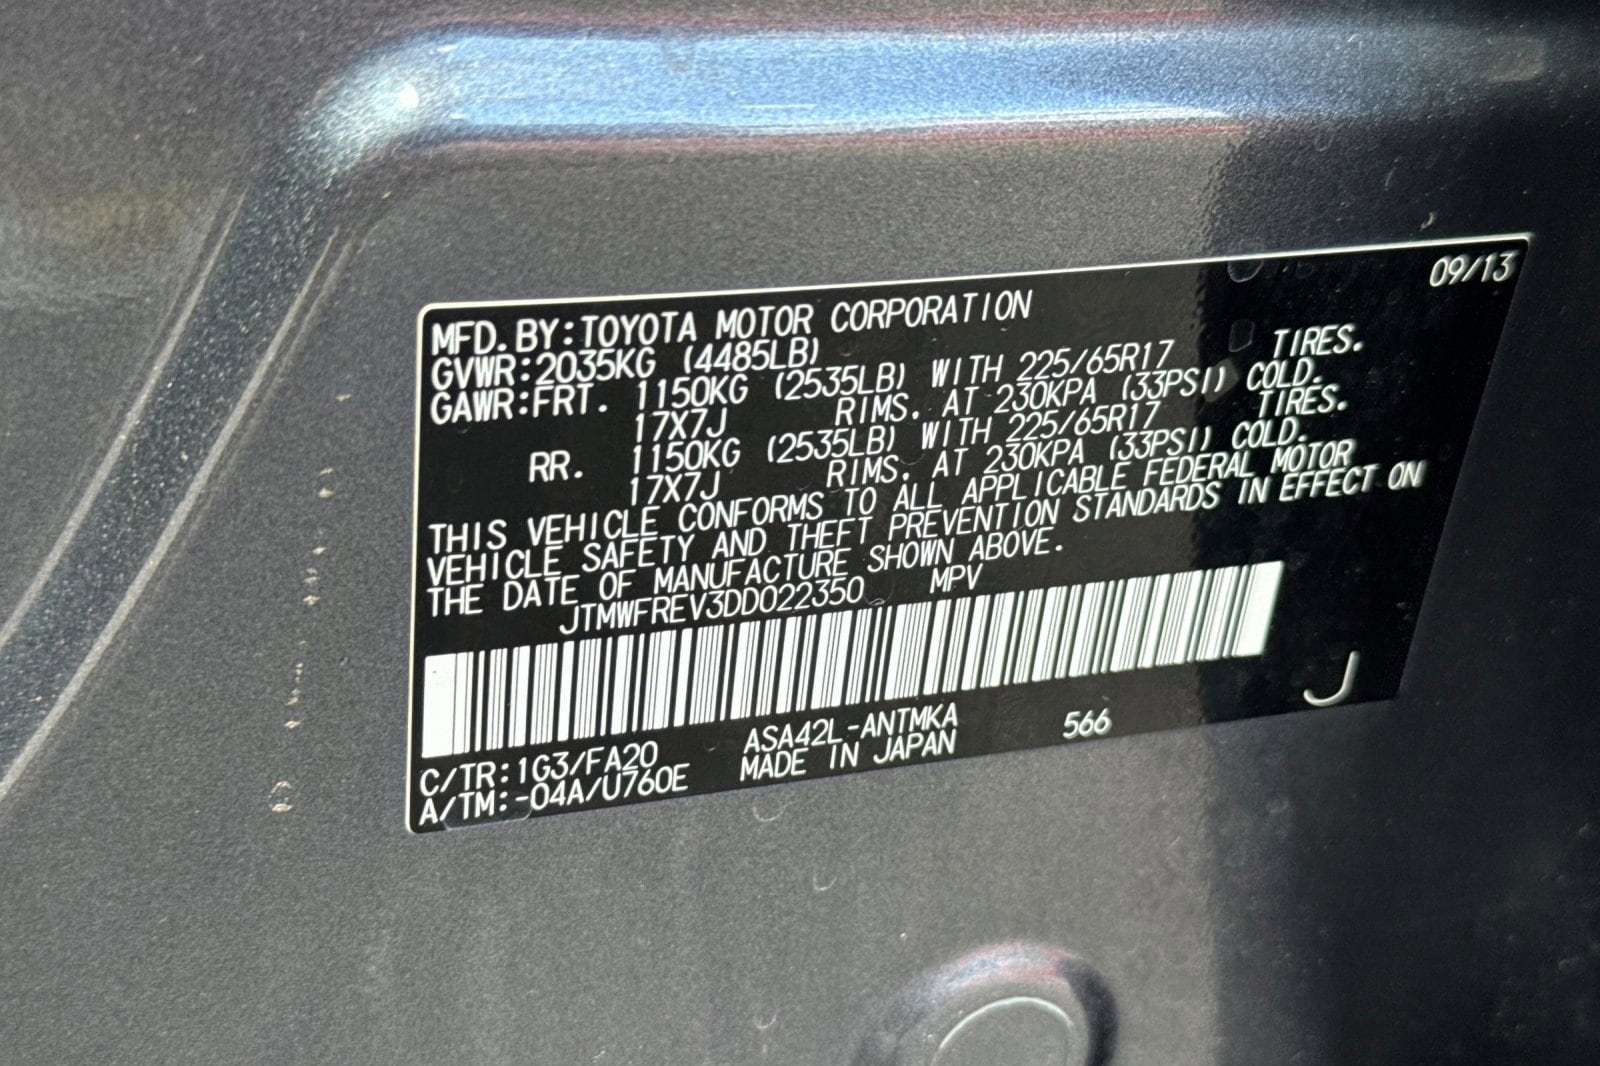 09/13
MFD. BY: TOYOTA MOTOR CORPORATION
GVWR: 2035KG (4485LB)
GAWR: FRT. 1150KG (2535LB) WITH 225/65R17 TIRES.
17X7J RIMS. AT 230KPA (33PSI) COLD.
RR. 1150KG (2535LB) WITH 225/65R17 TIRES.
17X7J RIMS. AT 230KPA (33PSI) COLD.
THIS VEHICLE CONFORMS TO ALL APPLICABLE FEDERAL MOTOR
VEHICLE SAFETY AND THEFT PREVENTION STANDARDS IN EFFECT ON
THE DATE OF MANUFACTURE SHOWN ABOVE.
JTMWFREV3DD022350 MPV
J
C/TR: 1G3/FA20 ASA42L-ANTMKA 566
A/TM: -04A/U760E MADE IN JAPAN